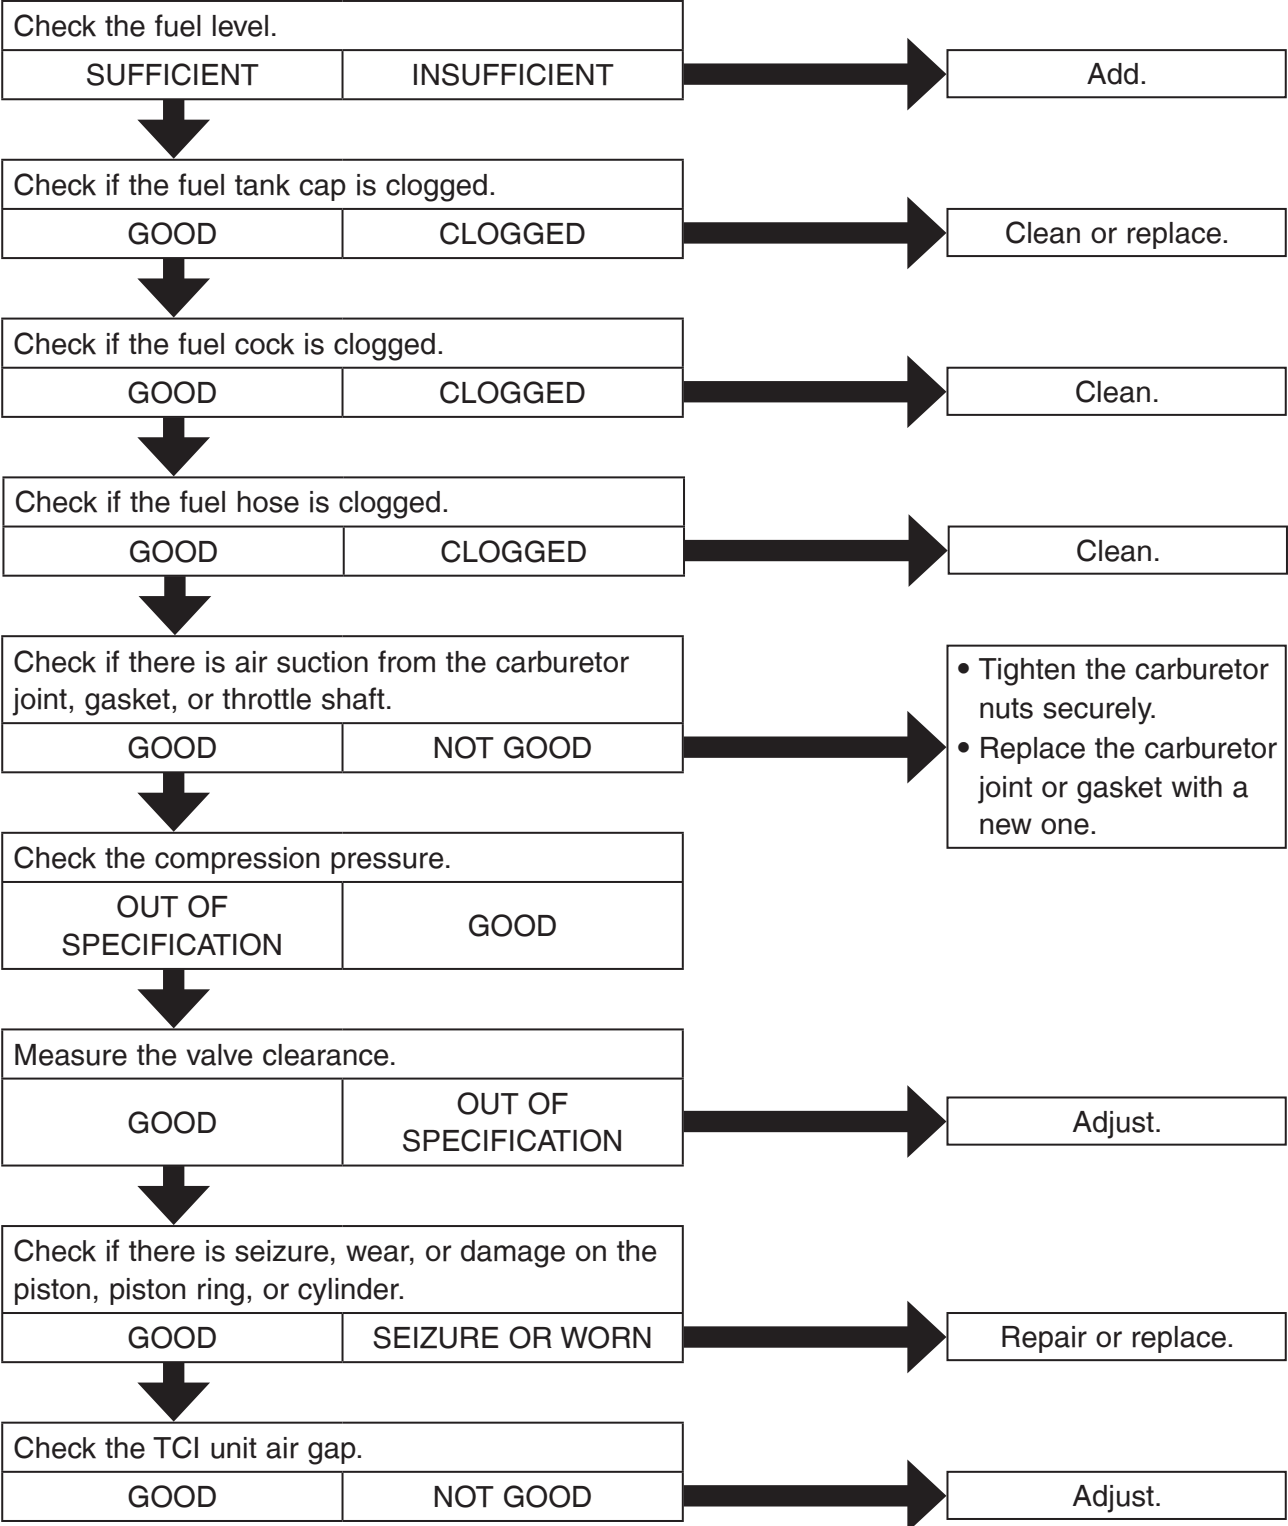 Check the fuel level.
SUFFICIENT
INSUFFICIENT
Add.
Check if the fuel tank cap is clogged.
GOOD
CLOGGED
Clean or replace.
Check if the fuel cock is clogged.
GOOD
CLOGGED
Clean.
Check if the fuel hose is clogged.
GOOD
CLOGGED
Clean.
Check if there is air suction from the carburetor
joint, gasket, or throttle shaft.
GOOD
NOT GOOD
• Tighten the carburetor
nuts securely.
• Replace the carburetor
joint or gasket with a
new one.
Check the compression pressure.
OUT OF
SPECIFICATION
GOOD
Measure the valve clearance.
GOOD
OUT OF
SPECIFICATION
Adjust.
Check if there is seizure, wear, or damage on the
piston, piston ring, or cylinder.
GOOD
SEIZURE OR WORN
Repair or replace.
Check the TCI unit air gap.
GOOD
NOT GOOD
Adjust.